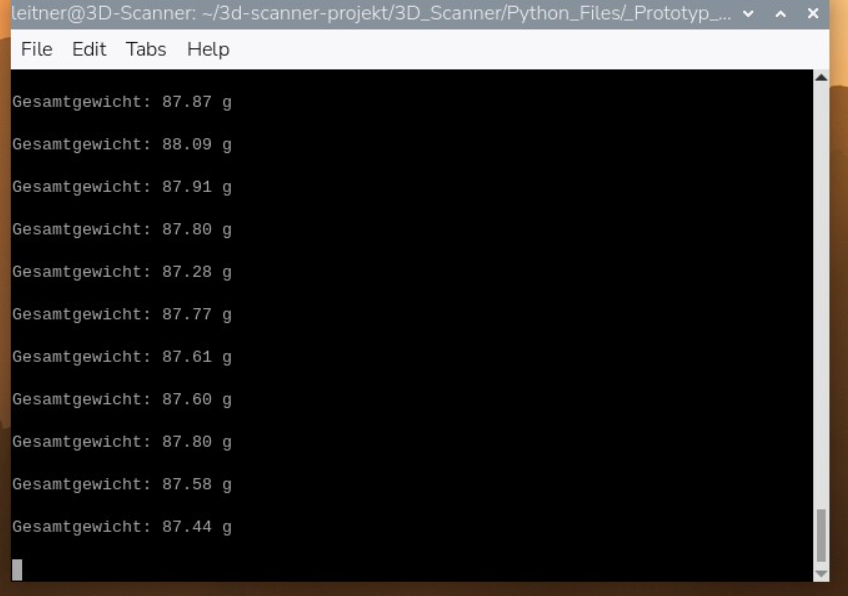 leitner@3D-Scanner: ~/3d-scanner-projekt/3D_Scanner/Python_Files/_Prototyp_...
File Edit Tabs Help
Gesamtgewicht: 87.87 g
Gesamtgewicht: 88.09 g
Gesamtgewicht: 87.91 g
Gesamtgewicht: 87.80 g
Gesamtgewicht: 87.28 g
Gesamtgewicht: 87.77 g
Gesamtgewicht: 87.61 g
Gesamtgewicht: 87.60 g
Gesamtgewicht: 87.80 g
Gesamtgewicht: 87.58 g
Gesamtgewicht: 87.44 g